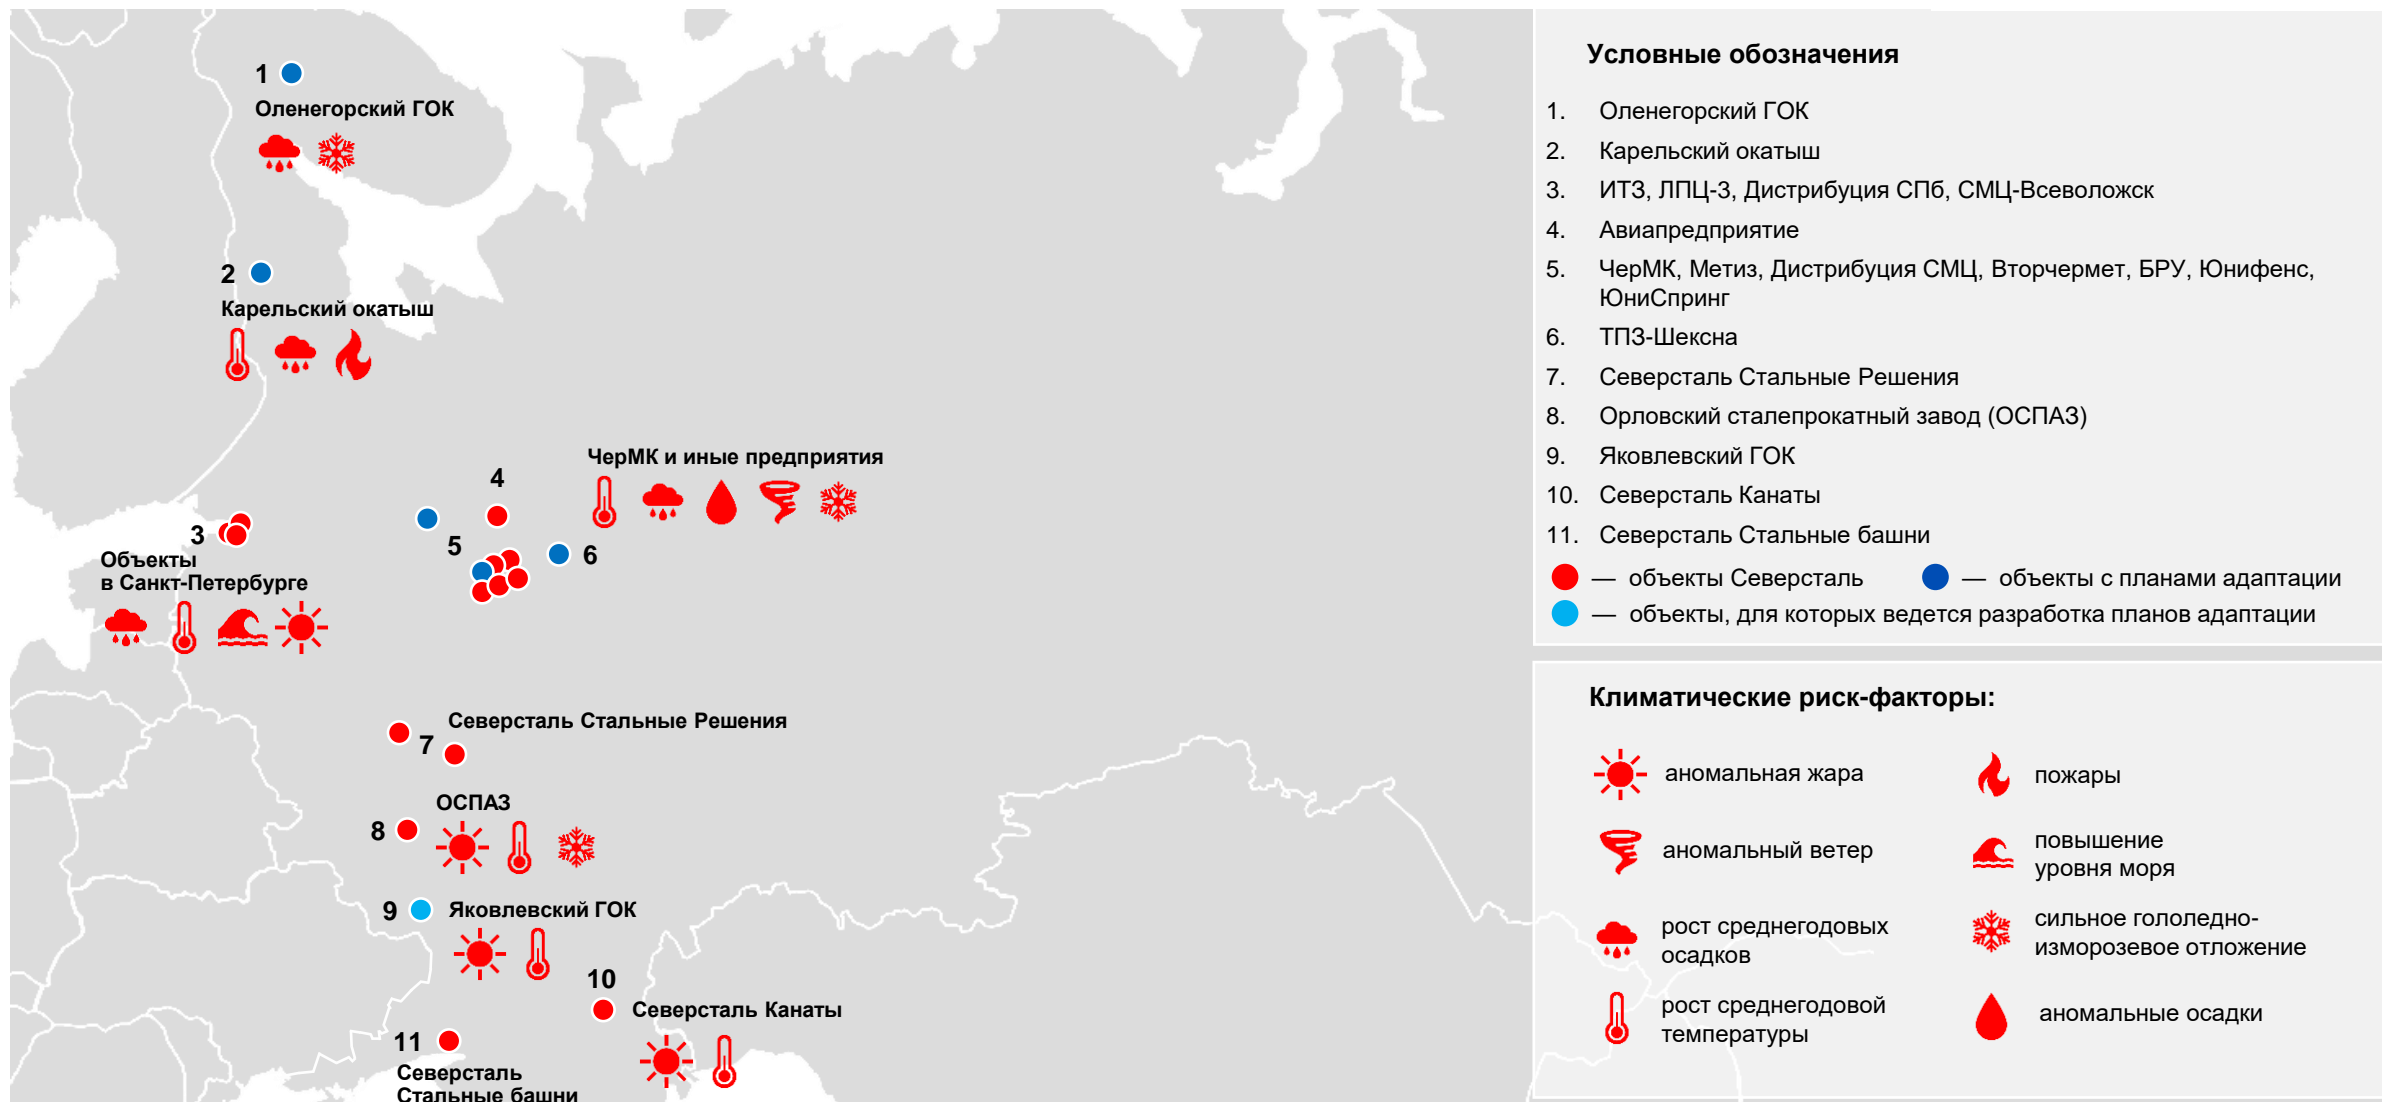 1
Оленегорский ГОК
2
Карельский окатыш
ЧерМК и иные предприятия
4
3
5
6
Объекты
в Санкт-Петербурге
Северсталь Стальные Решения
7
ОСПАЗ
8
9
Яковлевский ГОК
10
Северсталь Канаты
11
Северсталь
Стальные башни
Условные обозначения
1. Оленегорский ГОК
2. Карельский окатыш
3. ИТЗ, ЛПЦ-3, Дистрибуция СПб, СМЦ-Всеволожск
4. Авиапредприятие
5. ЧерМК, Метиз, Дистрибуция СМЦ, Вторчермет, БРУ, Юнифенс,
ЮниСпринг
6. ТПЗ-Шексна
7. Северсталь Стальные Решения
8. Орловский сталепрокатный завод (ОСПАЗ)
9. Яковлевский ГОК
10. Северсталь Канаты
11. Северсталь Стальные башни
— объекты Северсталь
— объекты с планами адаптации
— объекты, для которых ведется разработка планов адаптации
Климатические риск-факторы:
аномальная жара
пожары
аномальный ветер
повышение
уровня моря
рост среднегодовых
осадков
сильное гололедно-
изморозевое отложение
рост среднегодовой
температуры
аномальные осадки